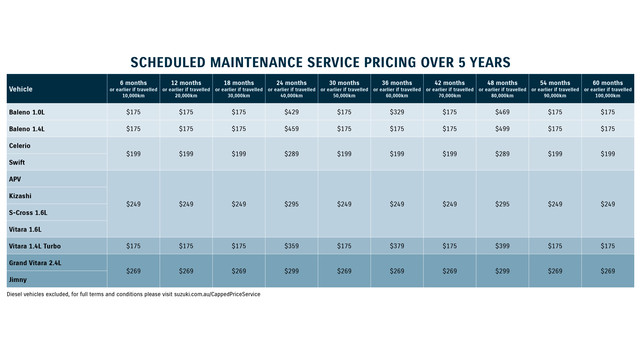 SCHEDULED MAINTENANCE SERVICE PRICING OVER 5 YEARS
Vehicle 6 months 12 months 18 months 24 months 30 months 36 months 42 months 48 months 54 months 60 months
or earlier if travelled or earlier if travelled or earlier if travelled or earlier if travelled or earlier if travelled or earlier if travelled or earlier if travelled or earlier if travelled or earlier if travelled or earlier if travelled
10,000km 20,000km 30,000km 40,000km 50,000km 60,000km 70,000km 80,000km 90,000km 100,000km
Baleno 1.0L $175 $175 $175 $429 $175 $329 $175 $469 $175 $175
Baleno 1.4L $175 $175 $175 $459 $175 $175 $175 $499 $175 $175
Celerio
$199 $199 $199 $289 $199 $199 $199 $289 $199 $199
Swift
APV
Kizashi
$249 $249 $249 $295 $249 $249 $249 $295 $249 $249
S-Cross 1.6L
Vitara 1.6L
Vitara 1.4L Turbo $175 $175 $175 $359 $175 $379 $175 $399 $175 $175
Grand Vitara 2.4L
$269 $269 $269 $299 $269 $269 $269 $299 $269 $269
Jimny
Diesel vehicles excluded, for full terms and conditions please visit suzuki.com.au/CappedPriceService